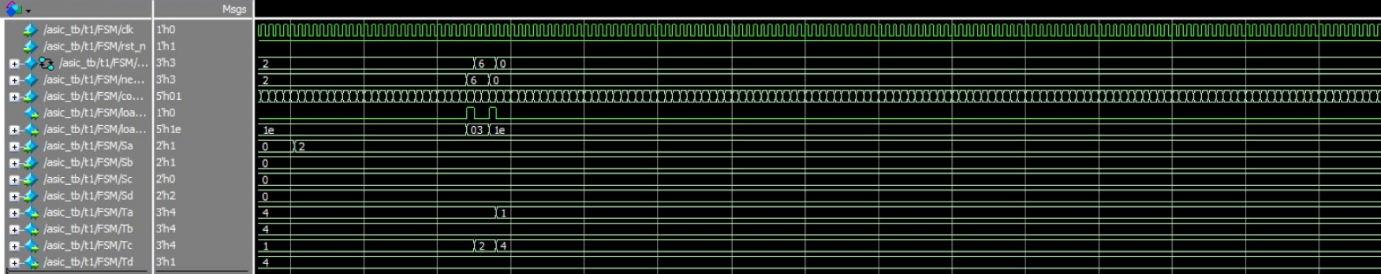 Msgs
/asic_tb/t1/FSM/clk 1'h0
/asic_tb/t1/FSM/rst_n 1'h1
/asic_tb/t1/FSM/... 3'h3 2 6 0
/asic_tb/t1/FSM/ne... 3'h3 2 6 0
/asic_tb/t1/FSM/co... 5'h01
/asic_tb/t1/FSM/loa... 1'h0
/asic_tb/t1/FSM/loa... 5'h1e 1e 03 1e
/asic_tb/t1/FSM/Sa 2'h1 0 2
/asic_tb/t1/FSM/Sb 2'h1 0
/asic_tb/t1/FSM/Sc 2'h0 0
/asic_tb/t1/FSM/Sd 2'h2 0
/asic_tb/t1/FSM/Ta 3'h4 4 1
/asic_tb/t1/FSM/Tb 3'h4 4
/asic_tb/t1/FSM/Tc 3'h4 1 2 4
/asic_tb/t1/FSM/Td 3'h1 4